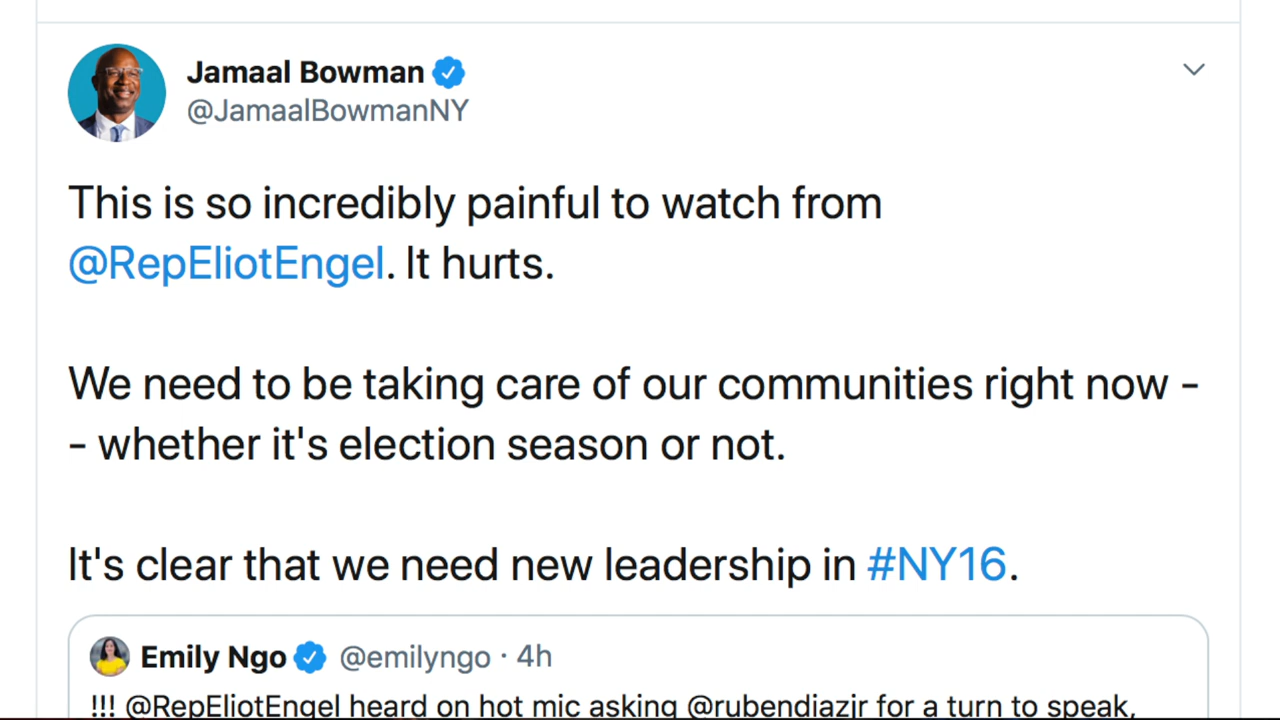 Jamaal Bowman
@JamaalBowmanNY
This is so incredibly painful to watch from
@RepEliotEngel. It hurts.
We need to be taking care of our communities right now -
- whether it's election season or not.
It's clear that we need new leadership in #NY16.
Emily Ngo @emilyngo · 4h
!!! @RepEliotEngel heard on hot mic asking @rubendiazjr for a turn to speak,